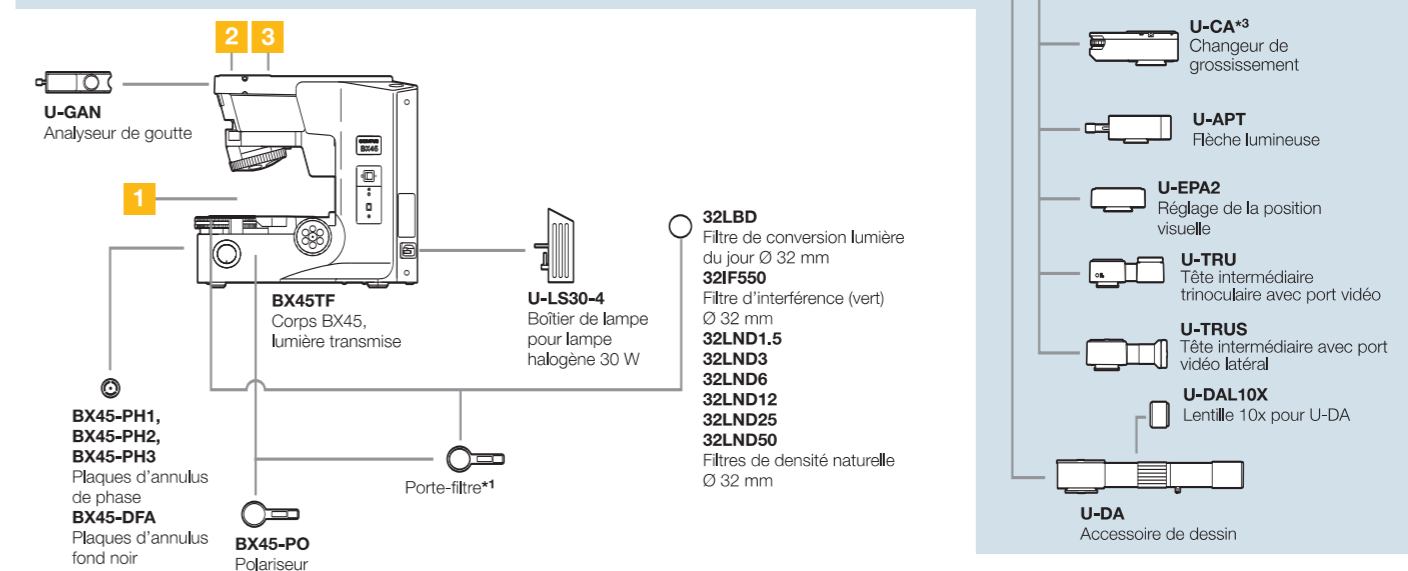 2 3
U-GAN
Analyseur de goutte
OLYMPUS
BX45
1
BX45TF
Corps BX45,
lumière transmise
U-LS30-4
Boîtier de lampe
pour lampe
halogène 30 W
32LBD
Filtre de conversion lumière
du jour Ø 32 mm
32IF550
Filtre d’interférence (vert)
Ø 32 mm
32LND1.5
32LND3
32LND6
32LND12
32LND25
32LND50
Filtres de densité naturelle
Ø 32 mm
BX45-PH1,
BX45-PH2,
BX45-PH3
Plaques d’annulus
de phase
BX45-DFA
Plaques d’annulus
fond noir
BX45-PO
Polariseur
Porte-filtre*1
U-CA*3
Changeur de
grossissement
U-APT
Flèche lumineuse
U-EPA2
Réglage de la position
visuelle
U-TRU
Tête intermédiaire
trinoculaire avec port vidéo
U-TRUS
Tête intermédiaire avec port
vidéo latéral
U-DAL10X
Lentille 10x pour U-DA
U-DA
Accessoire de dessin